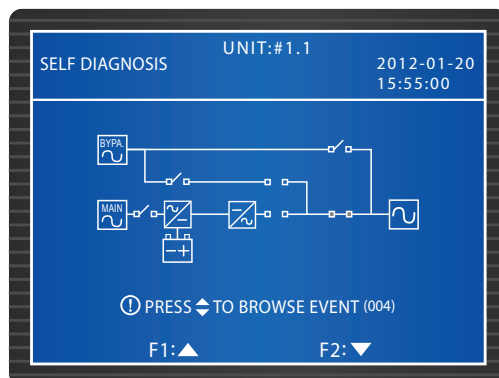 UNIT:#1.1
SELF DIAGNOSIS
2012-01-20
15:55:00
BYPA.
MAIN
PRESS TO BROWSE EVENT (004)
F1: F2: